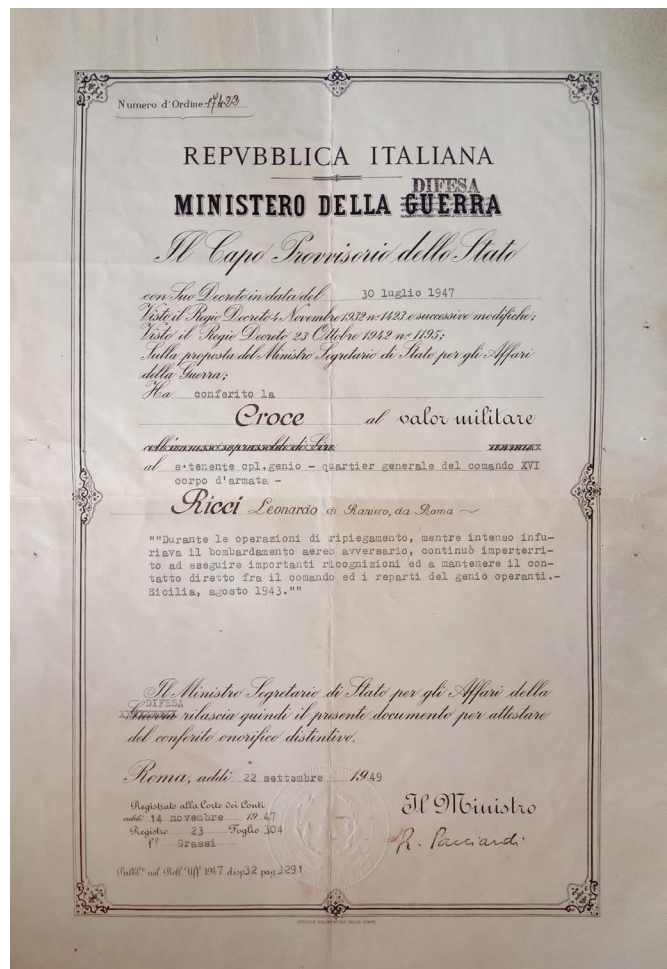 Numero d'Ordine 17423
REPVBBLICA ITALIANA
DIFESA
MINISTERO DELLA GUERRA
Il Capo Provvisorio dello Stato
con Suo Decreto in data del 30 luglio 1947
Visto il Regio Decreto 4 Novembre 1932 n° 1423 e successive modifiche;
Visto il Regio Decreto 23 Ottobre 1942 n° 1195;
Sulla proposta del Ministro Segretario di Stato per gli Affari
della Guerra;
Ha conferito la
Croce al valor militare
coll'annesso soprassoldo di Lire
al s.tenente cpl.genio - quartier generale del comando XVI
corpo d'armata -
Ricci Leonardo di Raniero, da Roma
""Durante le operazioni di ripiegamento, mentre intenso infu-
riava il bombardamento aereo avversario, continuò imperterri-
to ad eseguire importanti ricognizioni ed a mantenere il con-
tatto diretto fra il comando ed i reparti del genio operanti.-
Sicilia, agosto 1943.""
Il Ministro Segretario di Stato per gli Affari della
DIFESA
Guerra rilascia quindi il presente documento per attestare
del conferito onorifico distintivo.
Roma, addì 22 settembre 1949
Registrato alla Corte dei Conti
addì 14 novembre 1947
Registro 23 Foglio 304
f° Grassi
Il Ministro
R. Pacciardi
Pubbl.to nel Boll. Uff. 1947 disp 32 pag. 3291